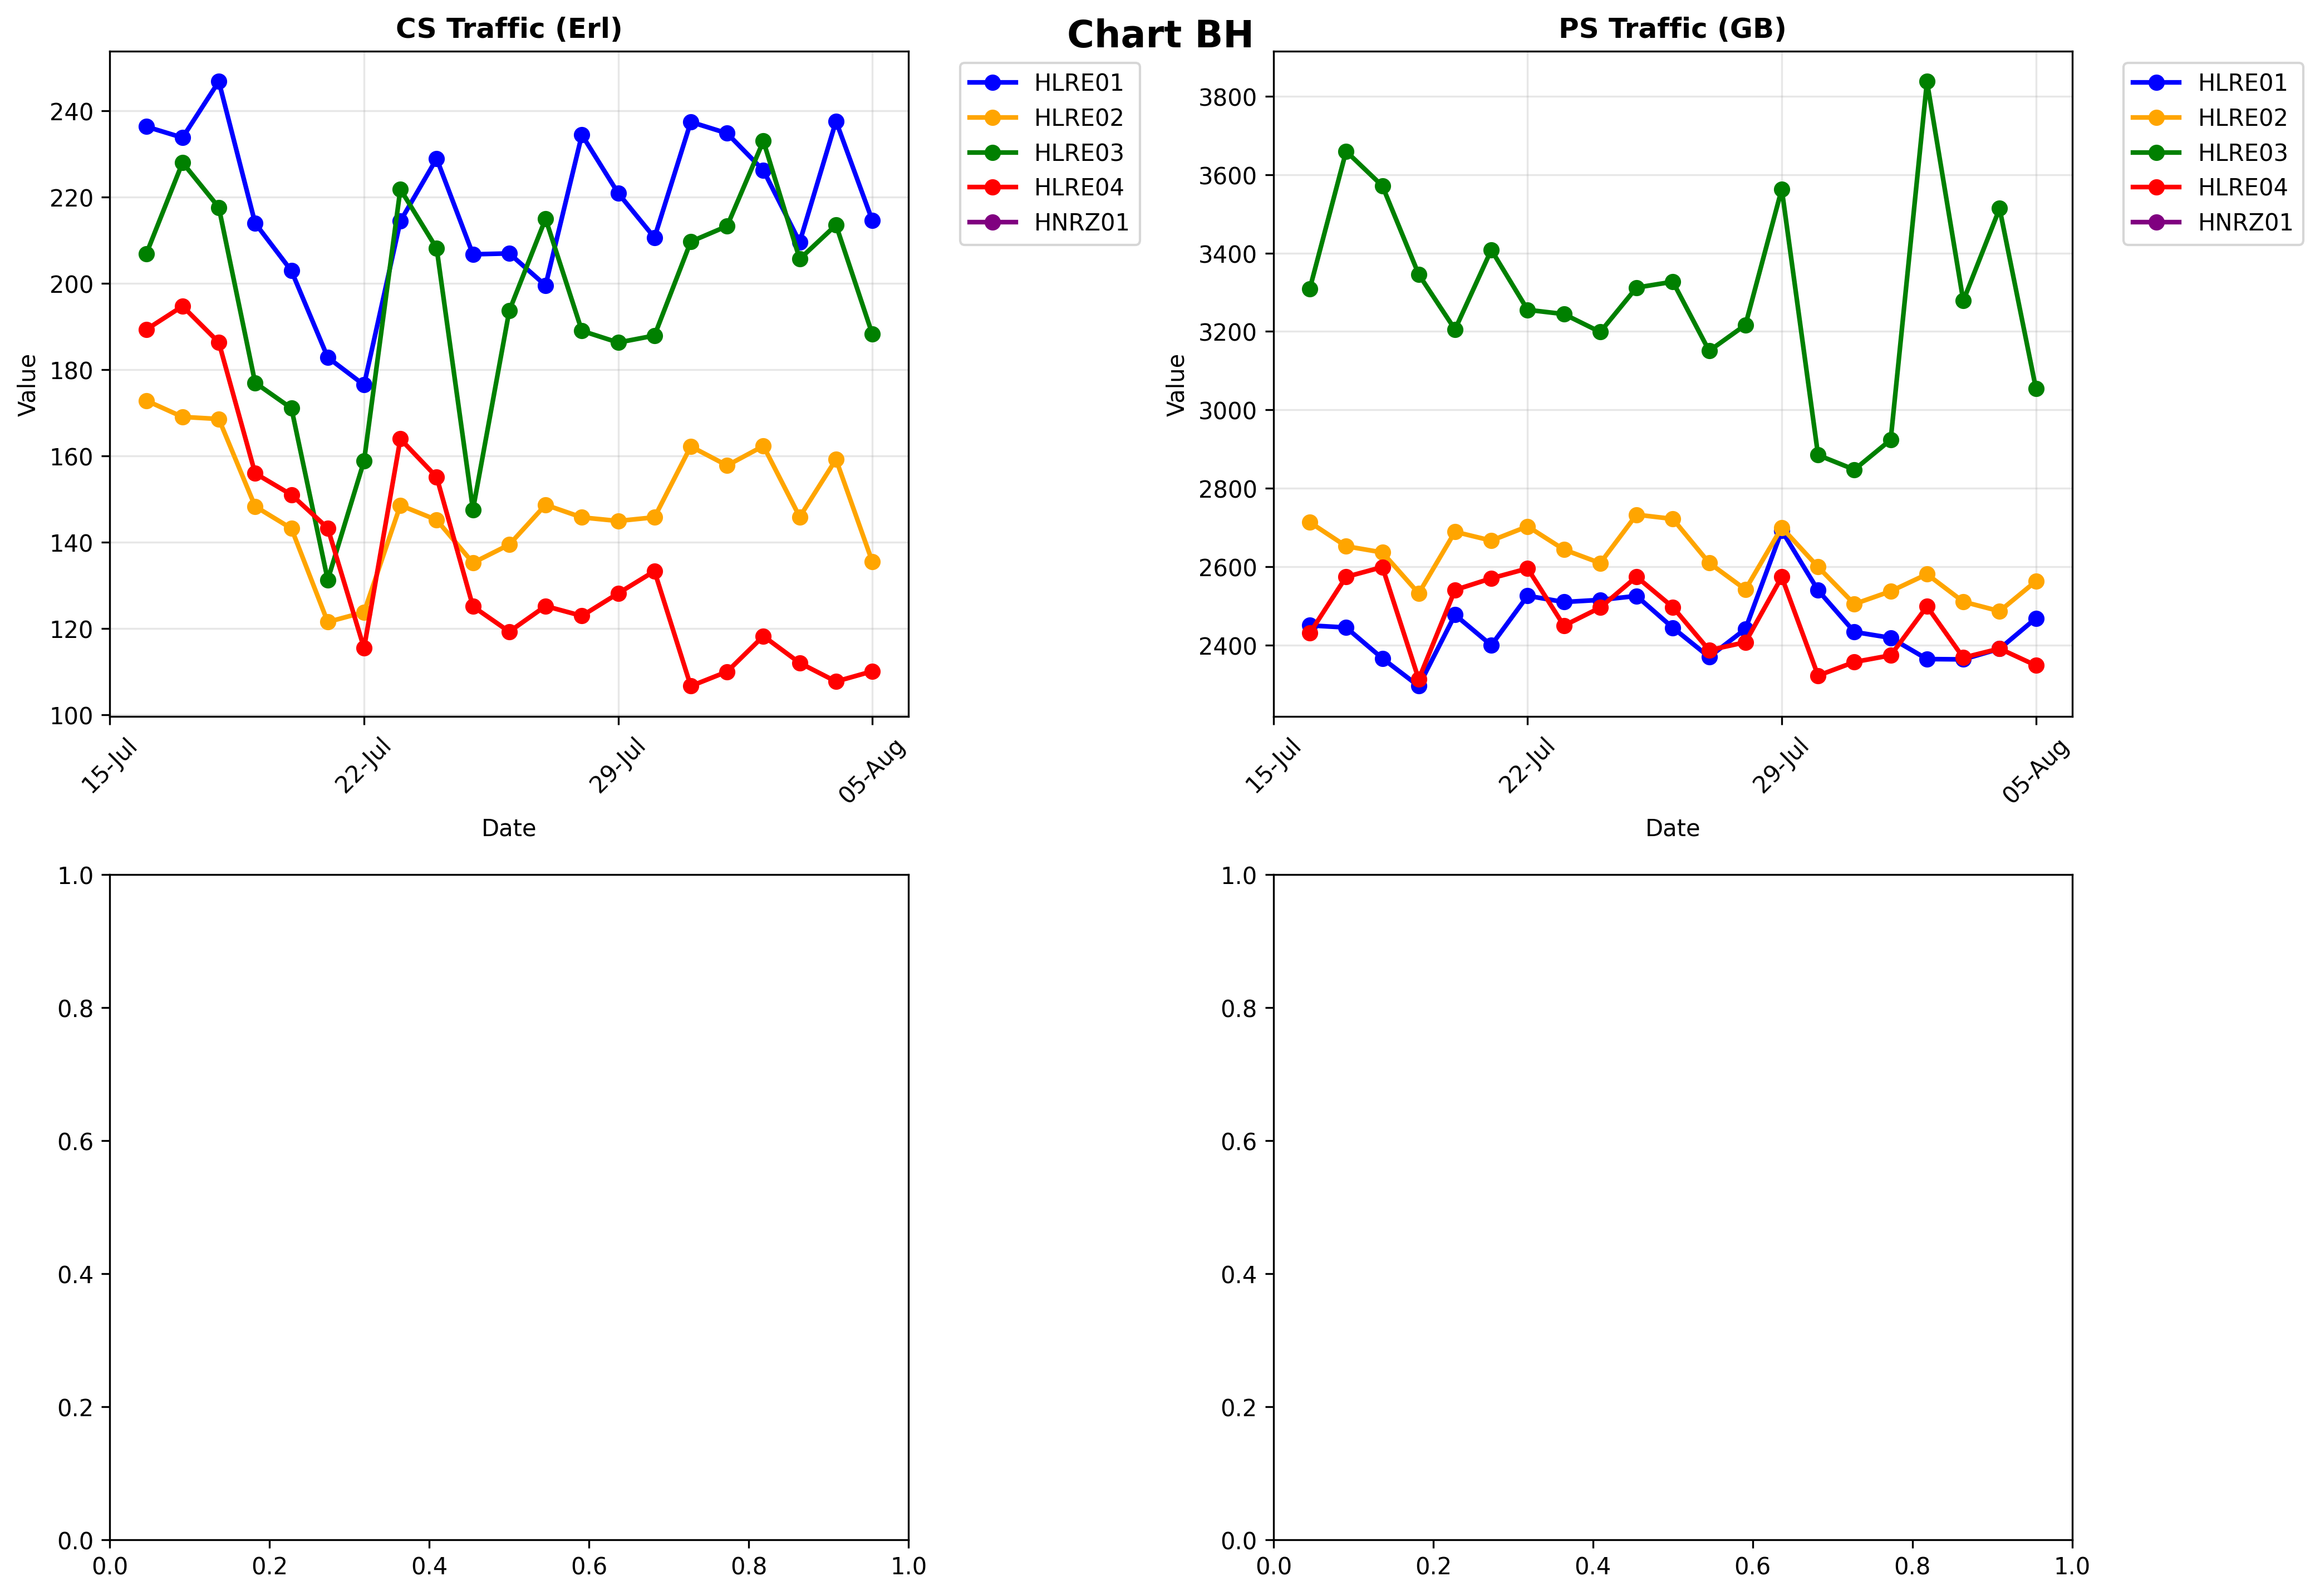 Chart BH
CS Traffic (Erl)
240
220
200
180
160
140
120
100
Value
15-Jul
22-Jul
29-Jul
05-Aug
Date
HLRE01
HLRE02
HLRE03
HLRE04
HNRZ01
PS Traffic (GB)
3800
3600
3400
3200
3000
2800
2600
2400
Value
15-Jul
22-Jul
29-Jul
05-Aug
Date
HLRE01
HLRE02
HLRE03
HLRE04
HNRZ01
1.0
0.8
0.6
0.4
0.2
0.0
0.0 0.2 0.4 0.6 0.8 1.0
1.0
0.8
0.6
0.4
0.2
0.0
0.0 0.2 0.4 0.6 0.8 1.0